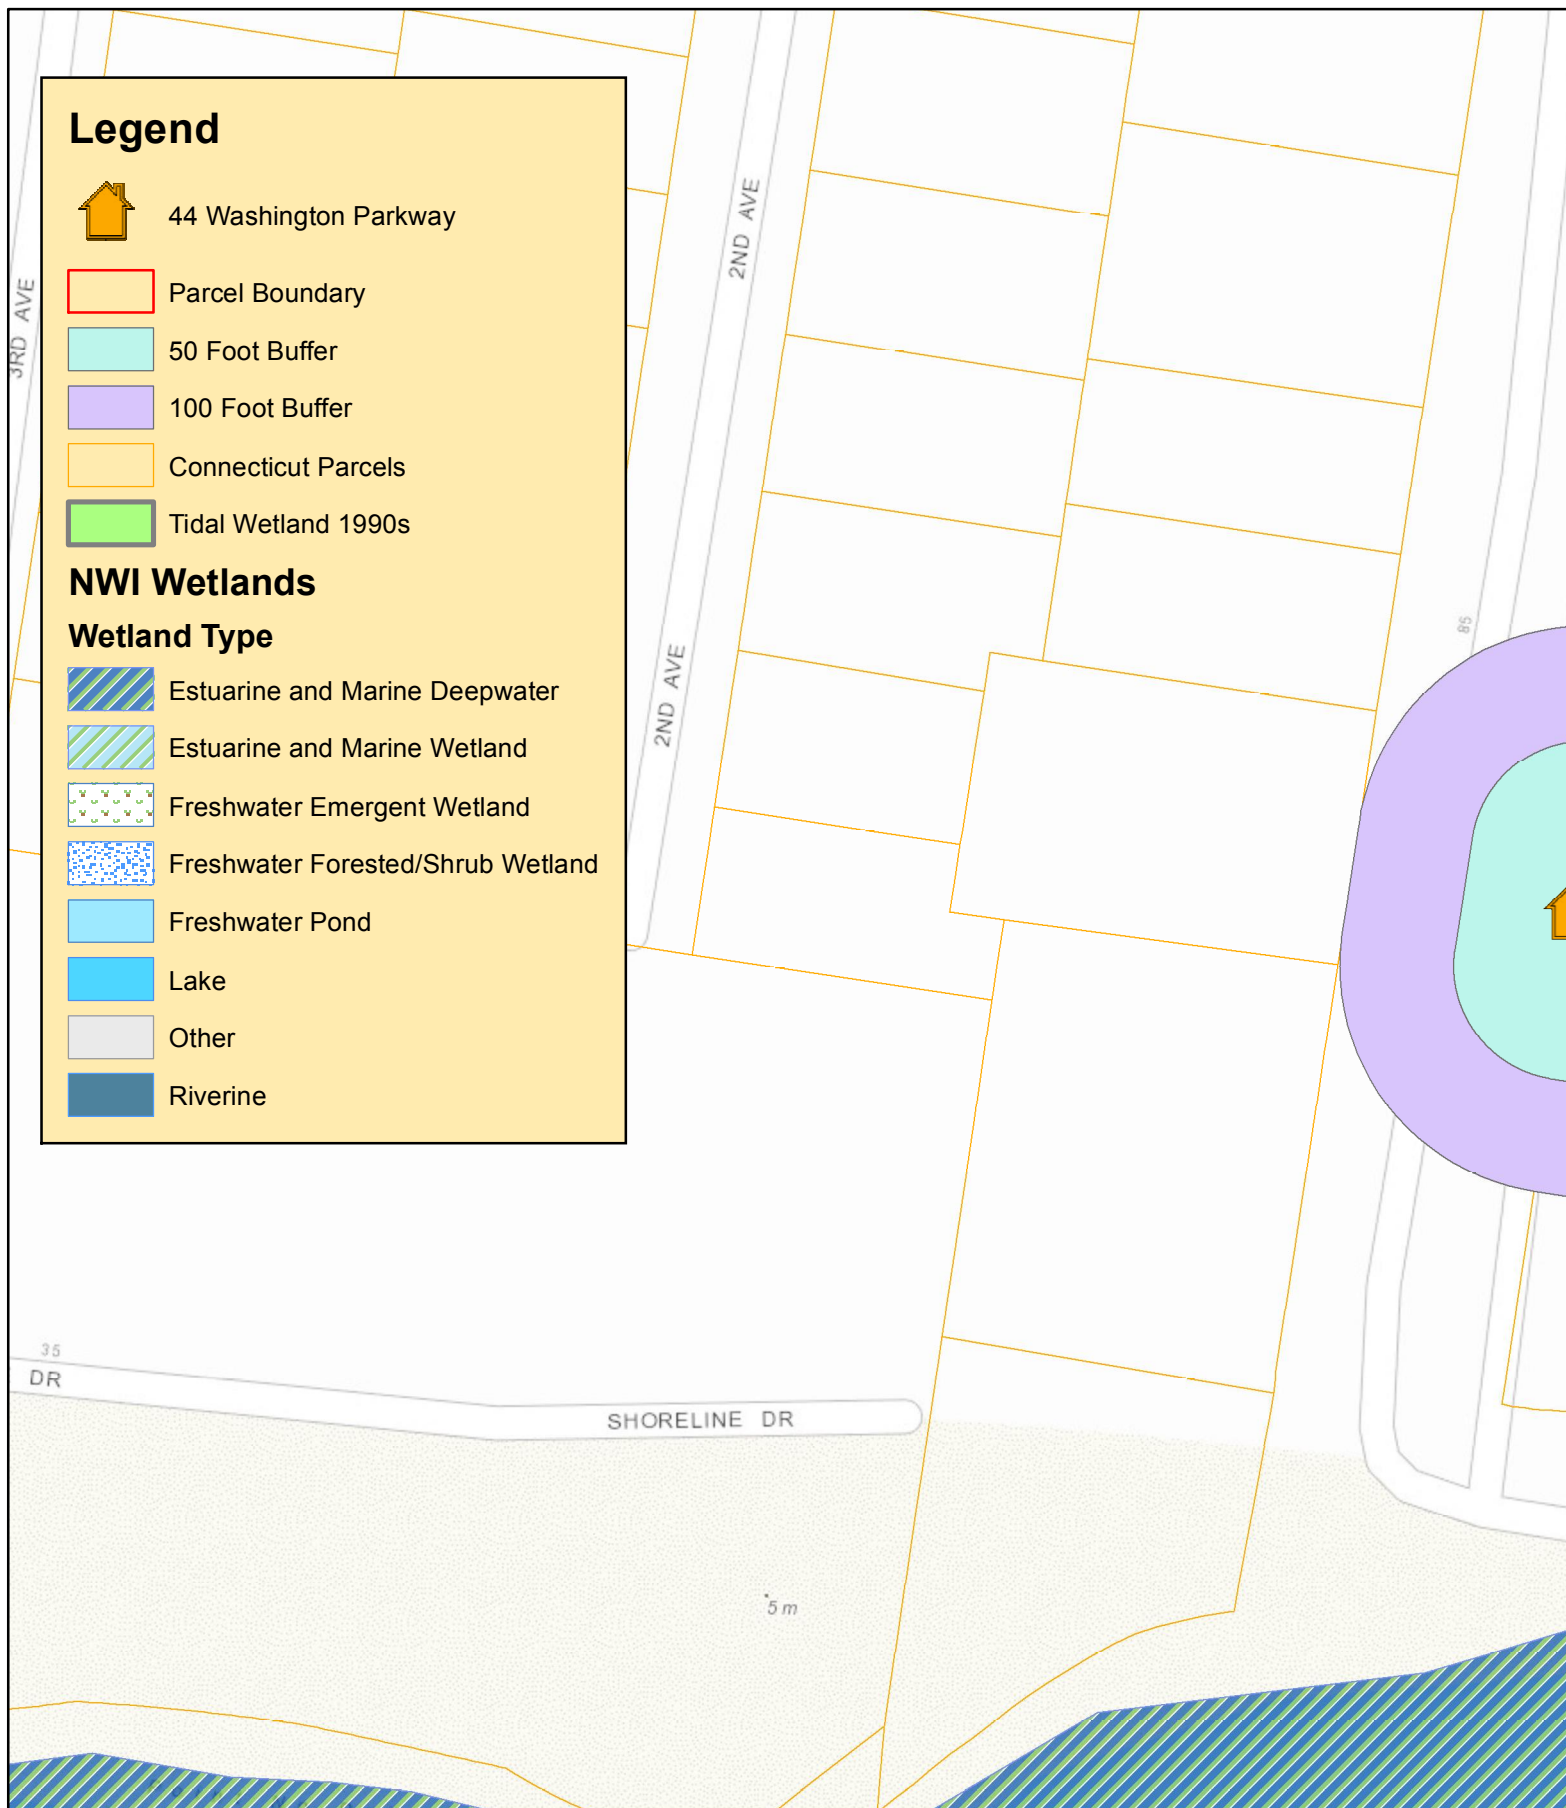 Legend
44 Washington Parkway
Parcel Boundary
50 Foot Buffer
100 Foot Buffer
Connecticut Parcels
Tidal Wetland 1990s
NWI Wetlands
Wetland Type
Estuarine and Marine Deepwater
Estuarine and Marine Wetland
Freshwater Emergent Wetland
Freshwater Forested/Shrub Wetland
Freshwater Pond
Lake
Other
Riverine
3RD AVE
2ND AVE
2ND AVE
85
35
DR
SHORELINE DR
5 m